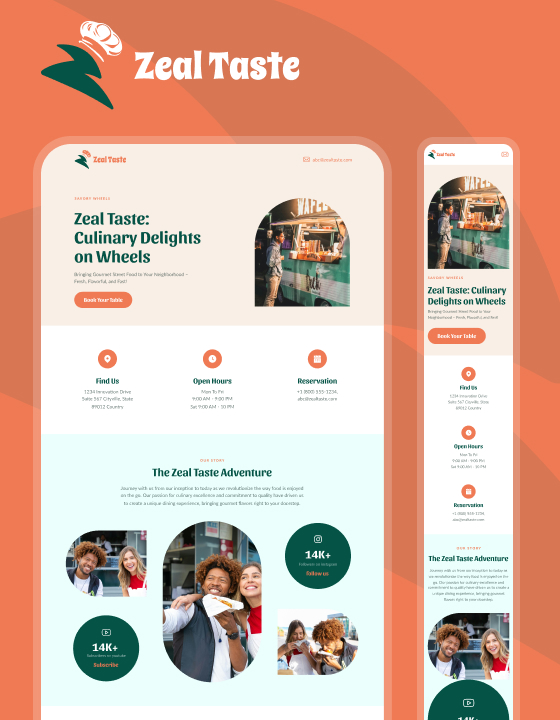 Zeal Taste
Zeal Taste
abc@zealtaste.com
SAVORY WHEELS
Zeal Taste:
Culinary Delights
on Wheels
Bringing Gourmet Street Food to Your Neighborhood –
Fresh, Flavorful, and Fast!
Book Your Table
Find Us
1234 Innovation Drive
Suite 567 Cityville, State
89012 Country
Open Hours
Mon To Fri
9:00 AM - 9:00 PM
Sat 9:00 AM - 10 PM
Reservation
+1 (800) 555-1234,
abc@zealtaste.com
OUR STORY
The Zeal Taste Adventure
Journey with us from our inception to today as we revolutionize the way food is enjoyed
on the go. Our passion for culinary excellence and commitment to quality have driven us
to create a unique dining experience, bringing gourmet flavors right to your doorstep.
14K+
Followers on Instagram
follow us
14K+
Subscribers on youtube
Subscribe
Zeal Taste
SAVORY WHEELS
Zeal Taste: Culinary
Delights on Wheels
Bringing Gourmet Street Food to Your
Neighborhood – Fresh, Flavorful, and Fast!
Book Your Table
Find Us
1234 Innovation Drive
Suite 567 Cityville, State
89012 Country
Open Hours
Mon To Fri
9:00 AM - 9:00 PM
Sat 9:00 AM - 10 PM
Reservation
+1 (800) 555-1234,
abc@zealtaste.com
OUR STORY
The Zeal Taste Adventure
Journey with us from our inception to today as
we revolutionize the way food is enjoyed on the
go. Our passion for culinary excellence and
commitment to quality have driven us to create a
unique dining experience, bringing gourmet
flavors right to your doorstep.
14K+